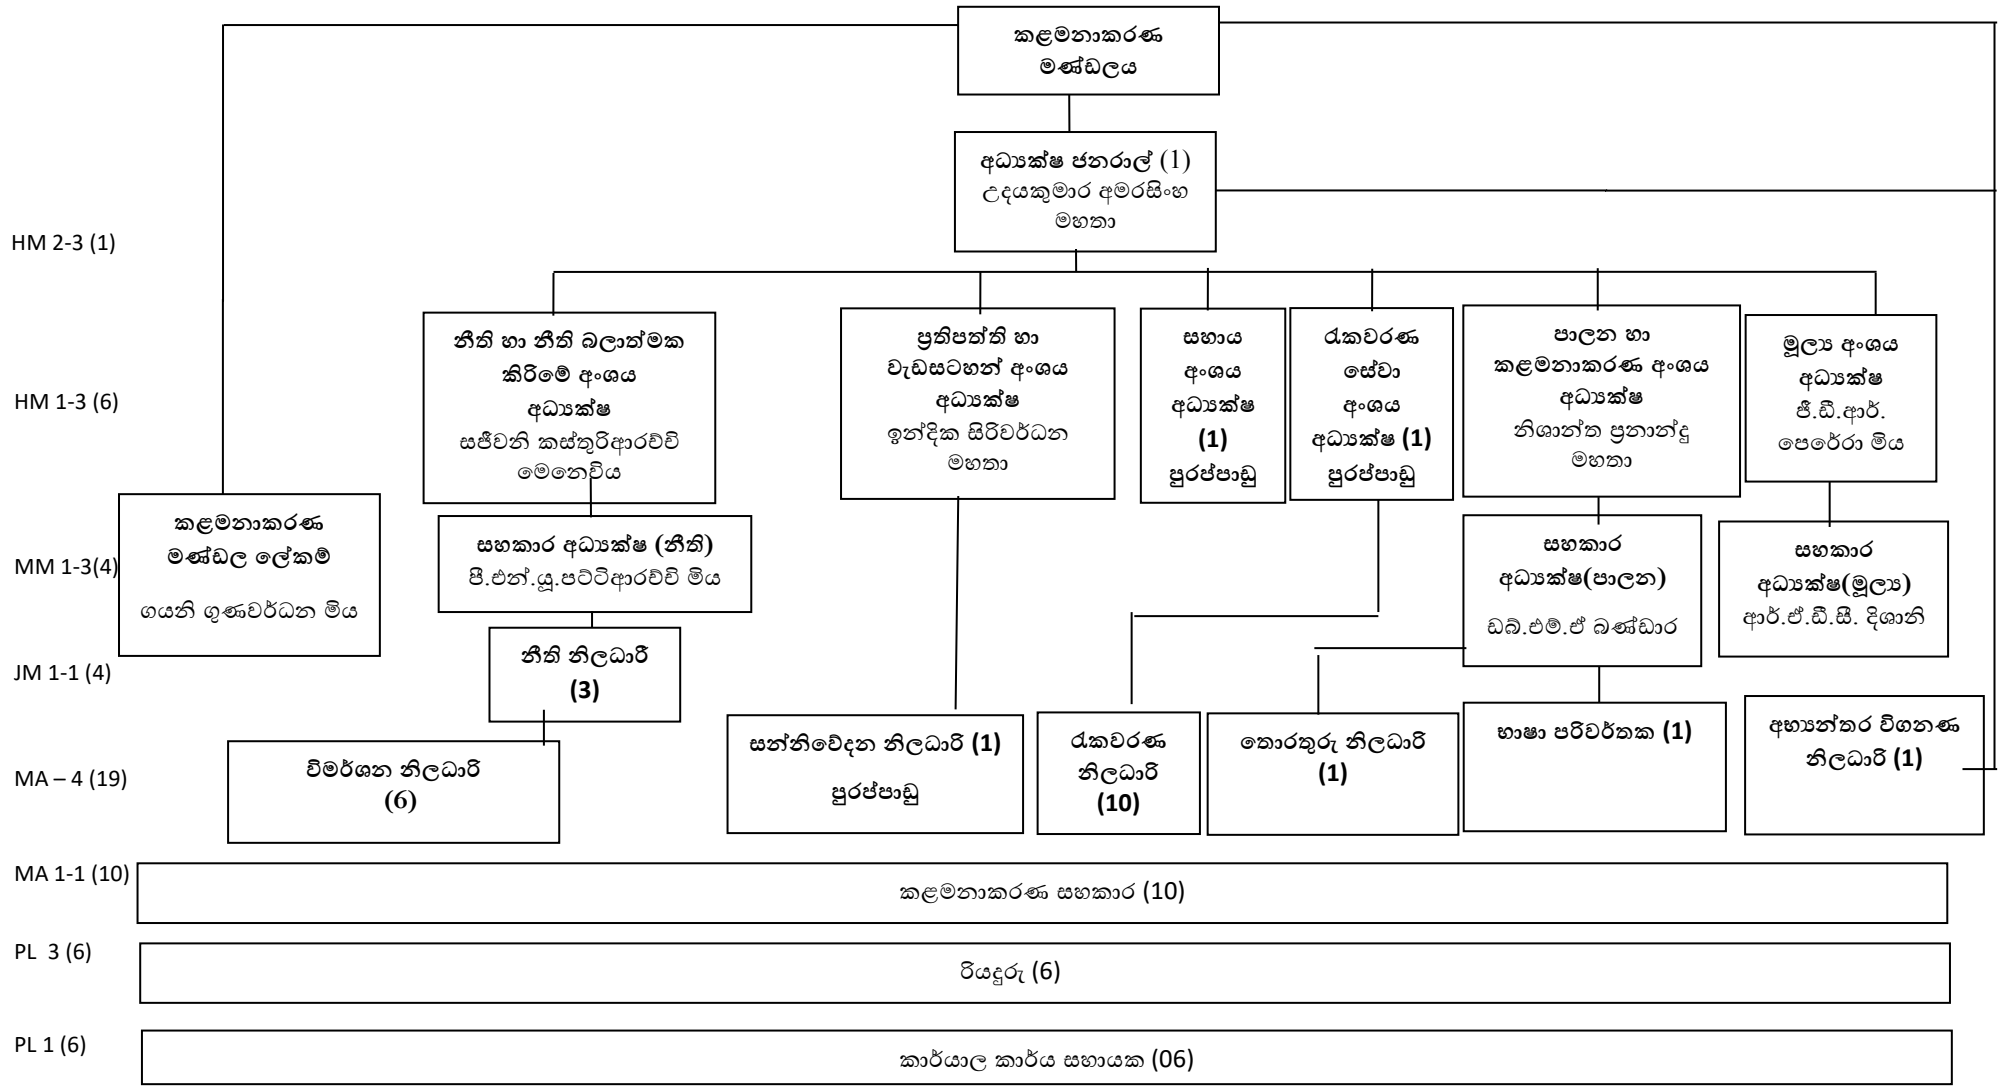 කළමනාකරණ
මණ්ඩලය
අධ්‍යක්ෂ ජනරාල් (1)
උදයකුමාර අමරසිංහ
මහතා
HM 2-3 (1)
HM 1-3 (6)
නීති හා නීති බලාත්මක
කිරිමේ අංශය
අධ්‍යක්ෂ
සජීවනි කස්තුරිආරච්චි
මෙනෙවිය
ප්‍රතිපත්ති හා
වැඩසටහන් අංශය
අධ්‍යක්ෂ
ඉන්දික සිරිවර්ධන
මහතා
සහාය
අංශය
අධ්‍යක්ෂ
(1)
පුරප්පාඩු
රැකවරණ
සේවා
අංශය
අධ්‍යක්ෂ (1)
පුරප්පාඩු
පාලන හා
කළමනාකරණ අංශය
අධ්‍යක්ෂ
නිශාන්ත ප්‍රනාන්දු
මහතා
මූල්‍ය අංශය
අධ්‍යක්ෂ
ජී.ඩී.ආර්.
පෙරේරා මිය
MM 1-3(4)
කළමනාකරණ
මණ්ඩල ලේකම්
ගයනි ගුණවර්ධන මිය
සහකාර අධ්‍යක්ෂ (නීති)
පී.එන්.යූ.පට්ටිආරච්චි මිය
සහකාර
අධ්‍යක්ෂ(පාලන)
ඩබ්.එම්.ඒ බණ්ඩාර
සහකාර
අධ්‍යක්ෂ(මූල්‍ය)
ආර්.ඒ.ඩී.සී. දිශානි
JM 1-1 (4)
නීති නිලධාරී
(3)
MA – 4 (19)
විමර්ශන නිලධාරි
(6)
සන්නිවේදන නිලධාරි (1)
පුරප්පාඩු
රැකවරණ
නිලධාරි
(10)
තොරතුරු නිලධාරි
(1)
භාෂා පරිවර්තක (1)
අභ්‍යන්තර විගණණ
නිලධාරි (1)
MA 1-1 (10)
කළමනාකරණ සහකාර (10)
PL 3 (6)
රියදුරු (6)
PL 1 (6)
කාර්යාල කාර්ය සහායක (06)